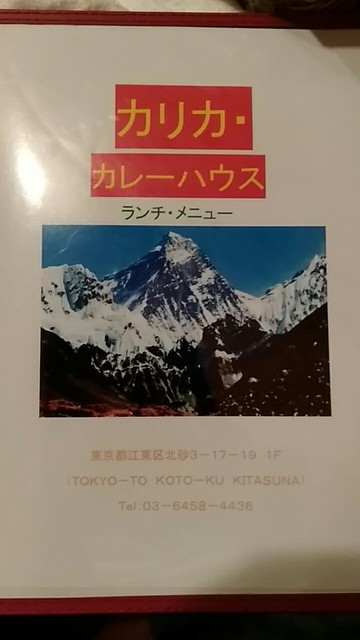 カリカ・
カレーハウス
ランチ・メニュー
東京都江東区北砂3-17-19 1F
(TOKYO-TO KOTO-KU KITASUNA)
Tel.03-6458-4436